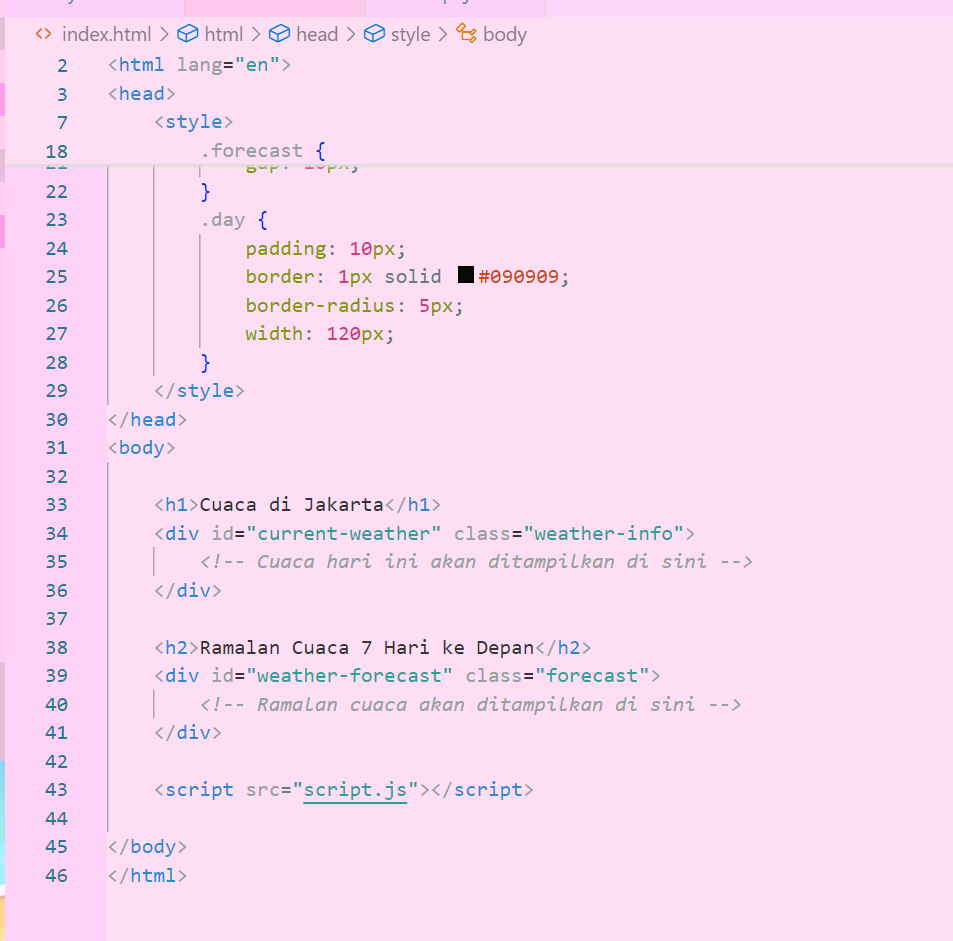 index.html > html > head > style > body
2 <html lang="en">
3 <head>
7 <style>
18 .forecast {
22 }
23 .day {
24 padding: 10px;
25 border: 1px solid #090909;
26 border-radius: 5px;
27 width: 120px;
28 }
29 </style>
30 </head>
31 <body>
32
33 <h1>Cuaca di Jakarta</h1>
34 <div id="current-weather" class="weather-info">
35 <!-- Cuaca hari ini akan ditampilkan di sini -->
36 </div>
37
38 <h2>Ramalan Cuaca 7 Hari ke Depan</h2>
39 <div id="weather-forecast" class="forecast">
40 <!-- Ramalan cuaca akan ditampilkan di sini -->
41 </div>
42
43 <script src="script.js"></script>
44
45 </body>
46 </html>